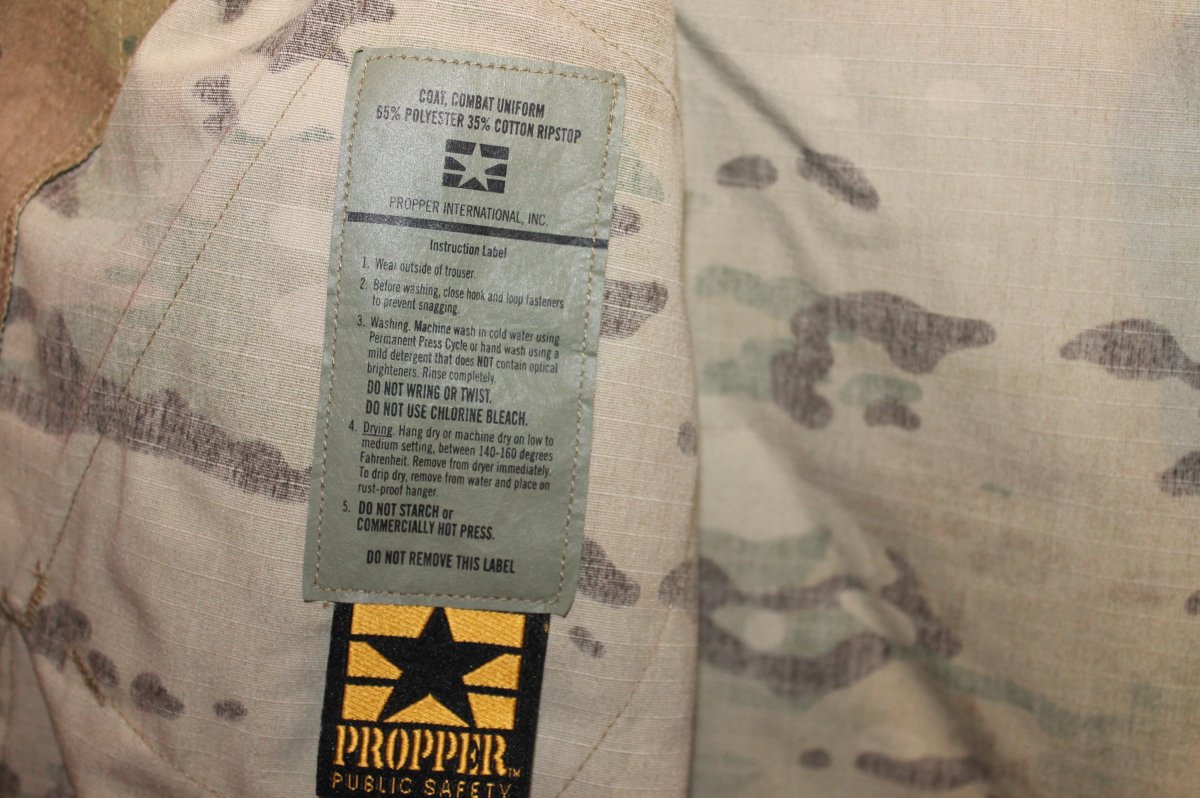 COAT, COMBAT UNIFORM
65% POLYESTER 35% COTTON RIPSTOP
PROPPER INTERNATIONAL, INC.
Instruction Label
1. Wear outside of trouser.
2. Before washing, close hook and loop fasteners
to prevent snagging.
3. Washing. Machine wash in cold water using
Permanent Press Cycle or hand wash using a
mild detergent that does NOT contain optical
brighteners. Rinse completely.
DO NOT WRING OR TWIST.
DO NOT USE CHLORINE BLEACH.
4. Drying. Hang dry or machine dry on low to
medium setting, between 140-160 degrees
Fahrenheit. Remove from dryer immediately.
To drip dry, remove from water and place on
rust-proof hanger.
5. DO NOT STARCH or
COMMERCIALLY HOT PRESS.
DO NOT REMOVE THIS LABEL
PROPPER™
PUBLIC SAFETY